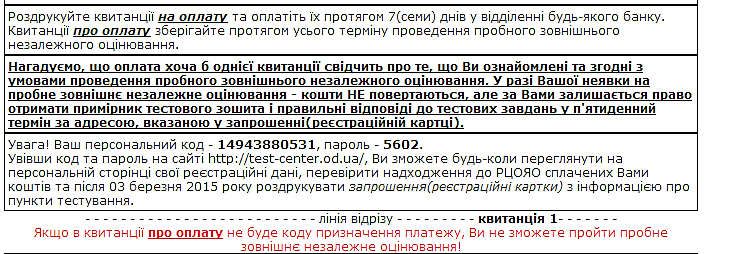 Роздрукуйте квитанції на оплату та оплатіть їх протягом 7(семи) днів у відділенні будь-якого банку.
Квитанції про оплату зберігайте протягом усього терміну проведення пробного зовнішнього
незалежного оцінювання.
Нагадуємо, що оплата хоча б однієї квитанції свідчить про те, що Ви ознайомлені та згодні з
умовами проведення пробного зовнішнього незалежного оцінювання. У разі Вашої неявки на
пробне зовнішнє незалежне оцінювання - кошти НЕ повертаються, але за Вами залишається право
отримати примірник тестового зошита і правильні відповіді до тестових завдань у п'ятиденний
термін за адресою, вказаною у запрошенні(реєстраційній картці).
Увага! Ваш персональний код - 14943880531, пароль - 5602.
Увівши код та пароль на сайті http://test-center.od.ua/, Ви зможете будь-коли переглянути на
персональній сторінці свої реєстраційні дані, перевірити надходження до РЦОЯО сплачених Вами
коштів та після 03 березня 2015 року роздрукувати запрошення(реєстраційні картки) з інформацією про
пункти тестування.
- - - - - - - - - - - - - - - - - - - - - - - - - - лінія відрізу - - - - - - - - - квитанція 1- - - - - - -
Якщо в квитанції про оплату не буде коду призначення платежу, Ви не зможете пройти пробне
зовнішнє незалежне оцінювання!